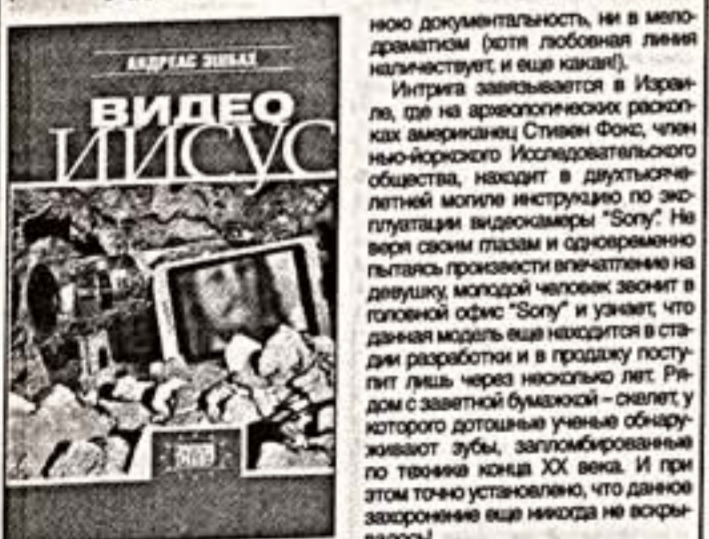 АНДРЕАС ЭШБАХ
ВИДЕО
ИИСУС
нюю документальность, ни в мело-
драматизм (хотя любовная линия
наличествует, и еще какая!).
Интрига завязывается в Израи-
ле, где на археологических раскоп-
ках американец Стивен Фокс, член
нью-йоркского Исследовательского
общества, находит в двухтысяче-
летней могиле инструкцию по экс-
плуатации видеокамеры "Sony". Не
веря своим глазам и одновременно
пытаясь произвести впечатление на
девушку, молодой человек звонит в
головной офис "Sony" и узнает, что
данная модель еще находится в ста-
дии разработки и в продажу посту-
пит лишь через несколько лет. Ря-
дом с заветной бумажкой – скелет, у
которого дотошные ученые обнару-
живают зубы, запломбированные
по технике конца XX века. И при
этом точно установлено, что данное
захоронение еще никогда не вскры-
валось!